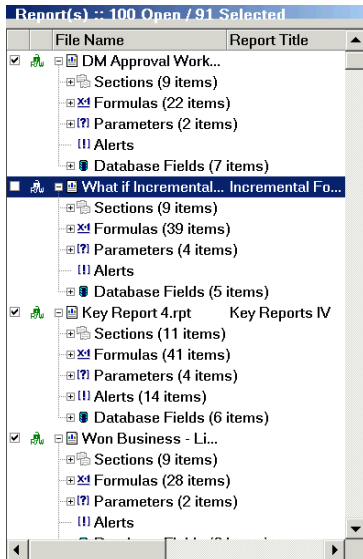 Report(s) :: 100 Open / 91 Selected
File Name Report Title
DM Approval Work...
Sections (9 items)
Formulas (22 items)
Parameters (2 items)
Alerts
Database Fields (7 items)
What if Incremental... Incremental Fo...
Sections (9 items)
Formulas (39 items)
Parameters (4 items)
Alerts
Database Fields (5 items)
Key Report 4.rpt Key Reports IV
Sections (11 items)
Formulas (41 items)
Parameters (4 items)
Alerts (14 items)
Database Fields (6 items)
Won Business - Li...
Sections (9 items)
Formulas (28 items)
Parameters (2 items)
Alerts